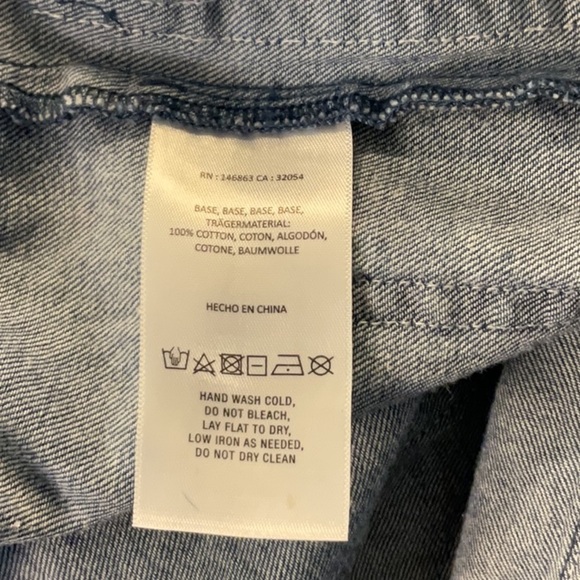 RN : 146863 CA : 32054
BASE, BASE, BASE, BASE,
TRÄGERMATERIAL:
100% COTTON, COTON, ALGODÓN,
COTONE, BAUMWOLLE
HECHO EN CHINA
HAND WASH COLD,
DO NOT BLEACH,
LAY FLAT TO DRY,
LOW IRON AS NEEDED,
DO NOT DRY CLEAN